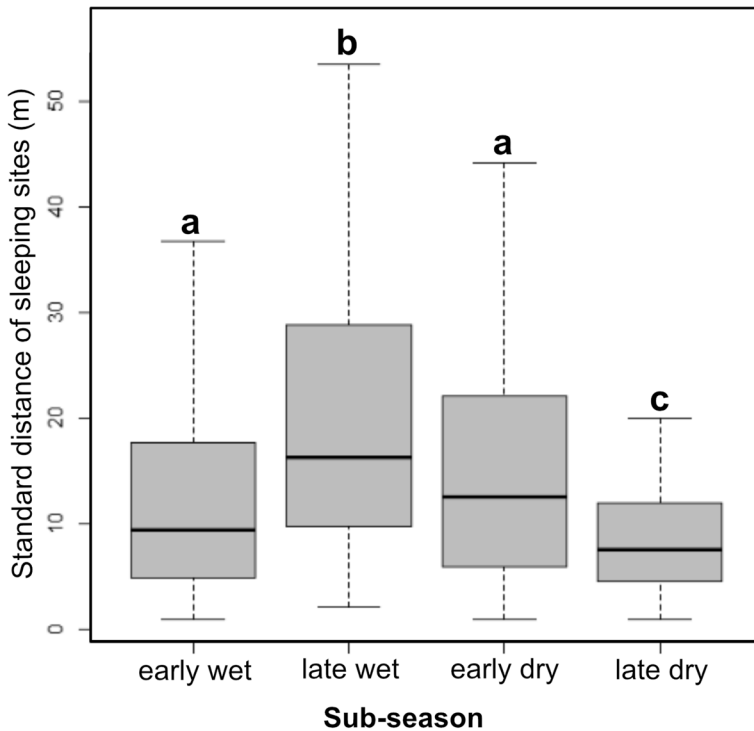 Standard distance of sleeping sites (m)
50
40
30
20
10
0
a
b
a
c
early wet
late wet
early dry
late dry
Sub-season